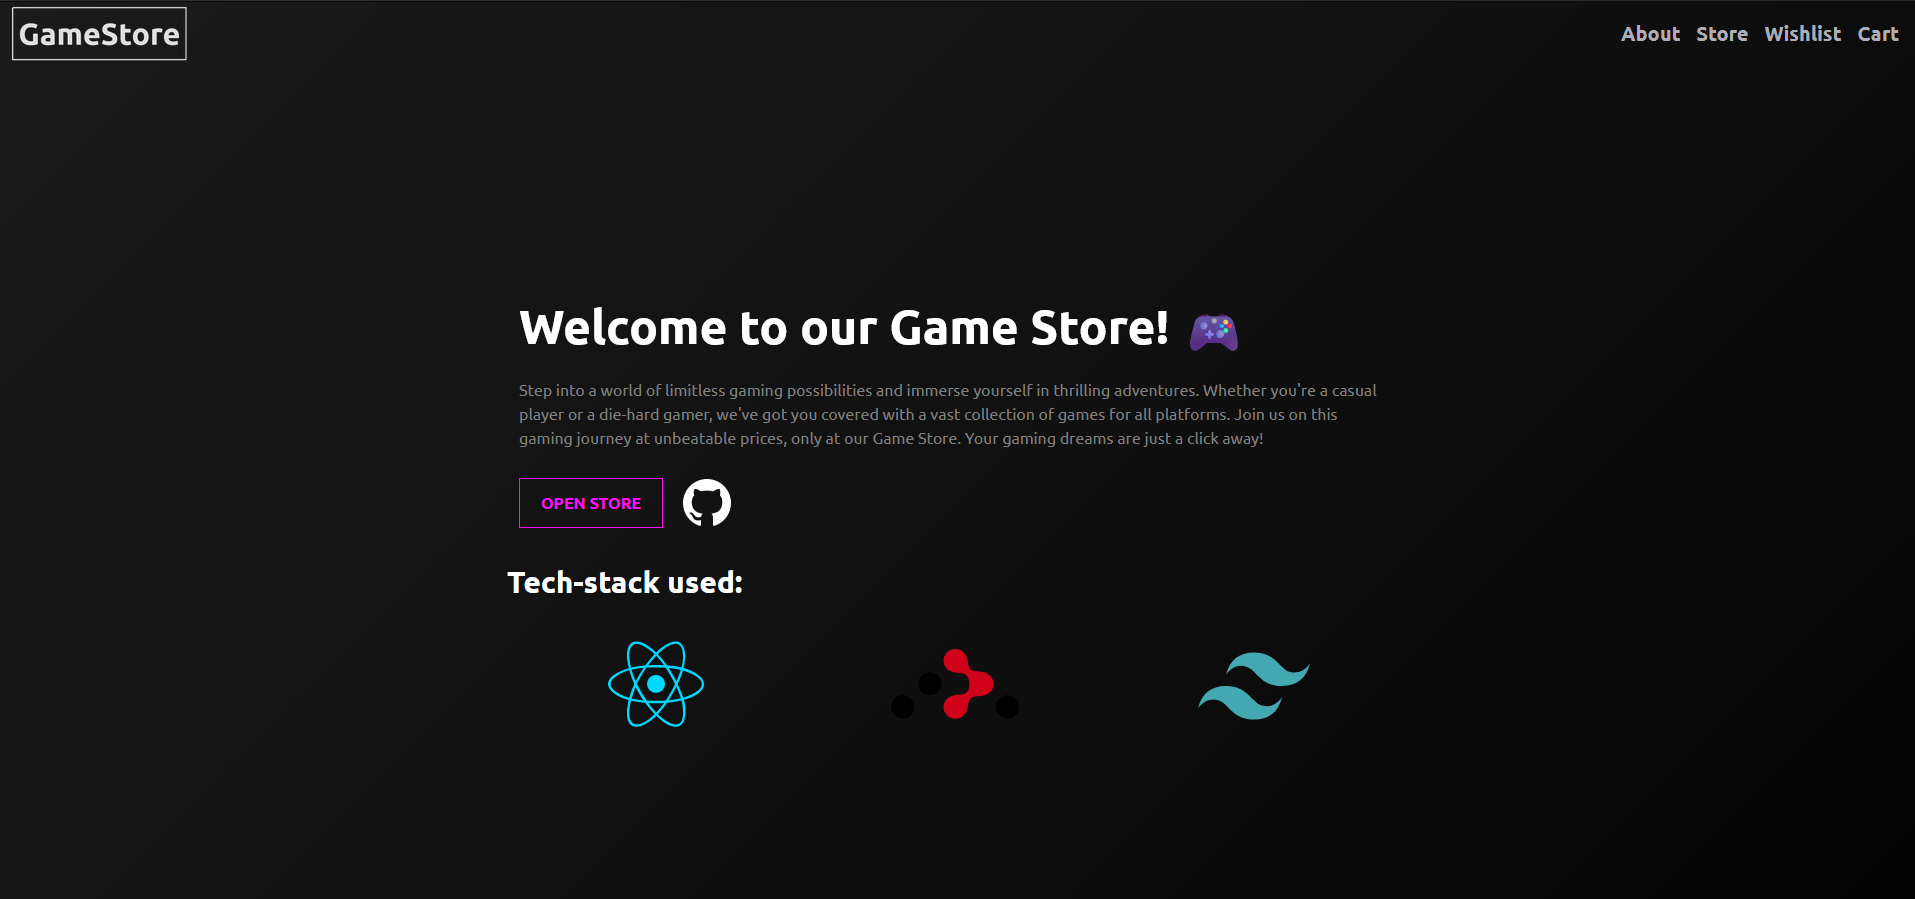 GameStore
About Store Wishlist Cart
Welcome to our Game Store!
Step into a world of limitless gaming possibilities and immerse yourself in thrilling adventures. Whether you're a casual
player or a die-hard gamer, we've got you covered with a vast collection of games for all platforms. Join us on this
gaming journey at unbeatable prices, only at our Game Store. Your gaming dreams are just a click away!
OPEN STORE
Tech-stack used: